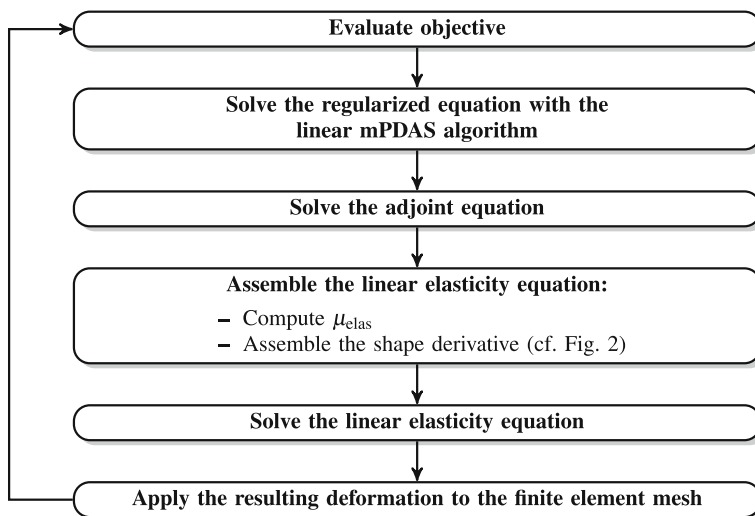 Evaluate objective
Solve the regularized equation with the
linear mPDAS algorithm
Solve the adjoint equation
Assemble the linear elasticity equation:
– Compute μelas
– Assemble the shape derivative (cf. Fig. 2)
Solve the linear elasticity equation
Apply the resulting deformation to the finite element mesh